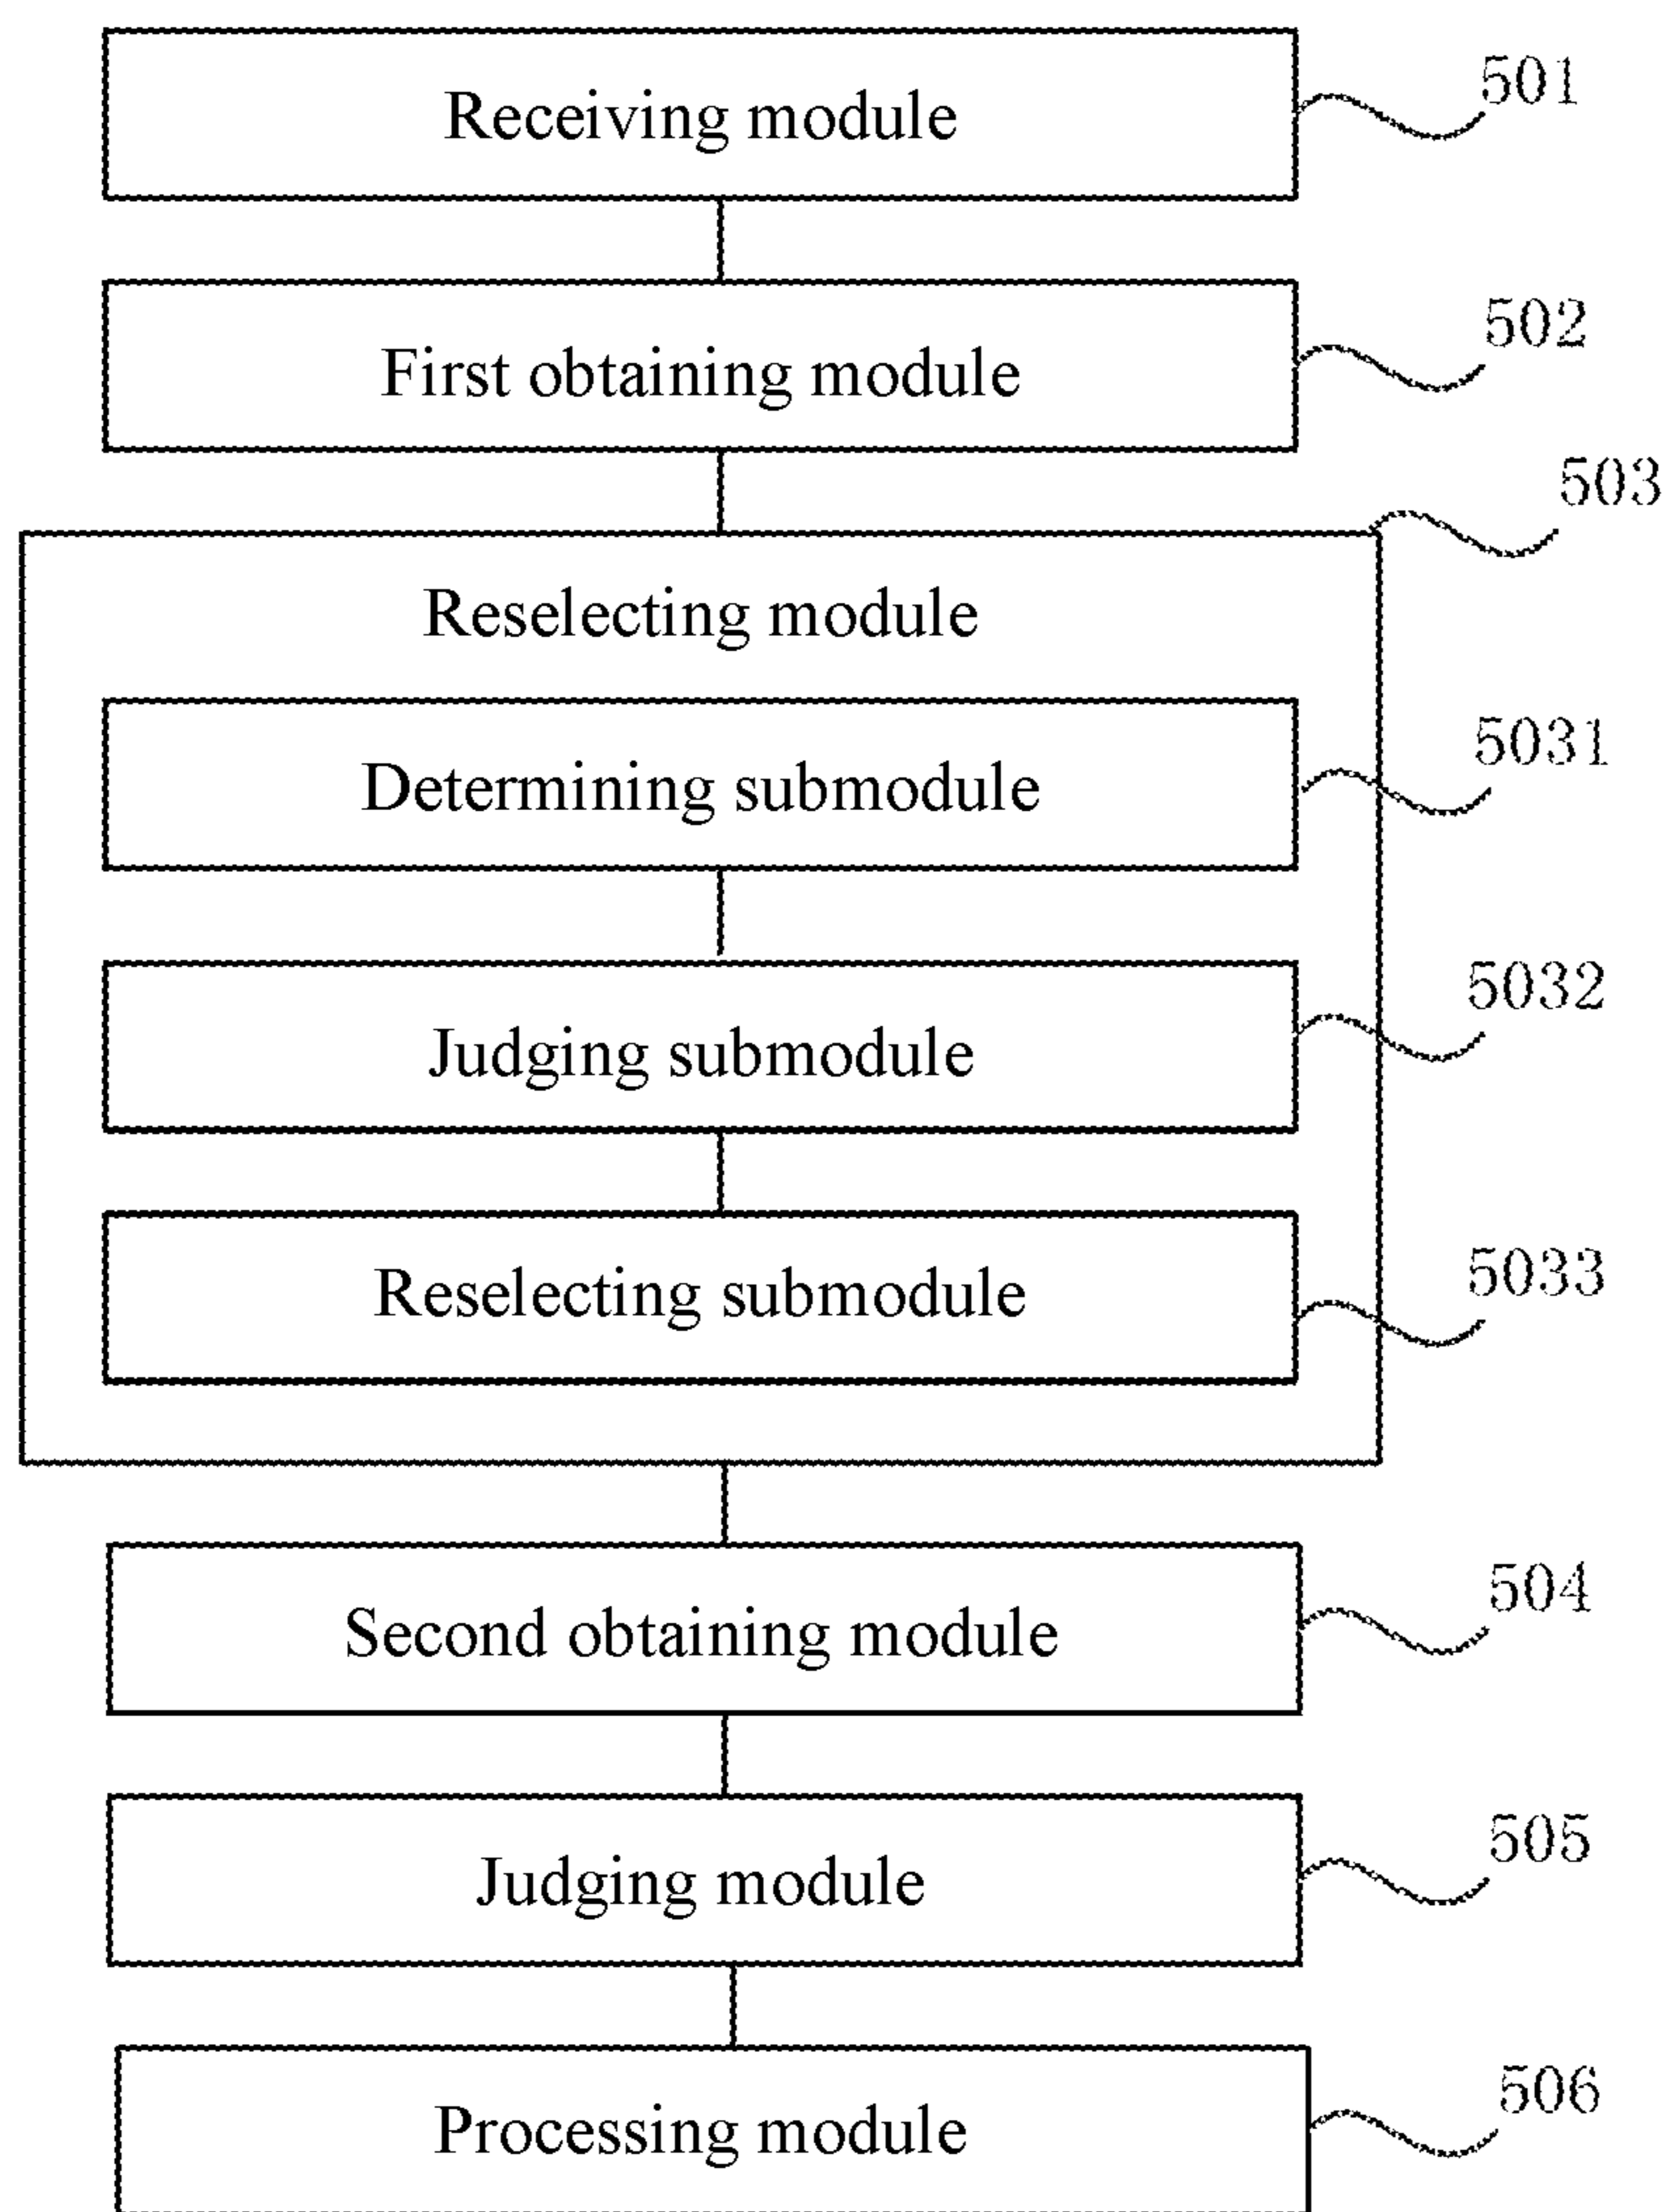 Receiving module
501
First obtaining module
502
503
Reselecting module
Determining submodule
5031
Judging submodule
5032
Reselecting submodule
5033
Second obtaining module
504
Judging module
505
Processing module
506